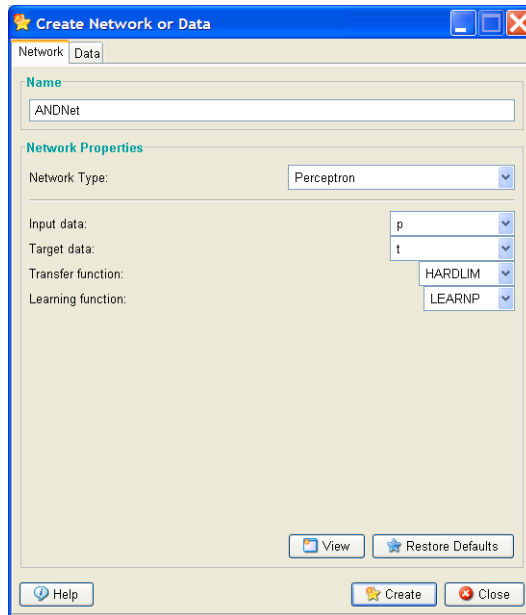 Create Network or Data
Network Data
Name
ANDNet
Network Properties
Network Type: Perceptron
Input data: p
Target data: t
Transfer function: HARDLIM
Learning function: LEARNP
View Restore Defaults
Help Create Close